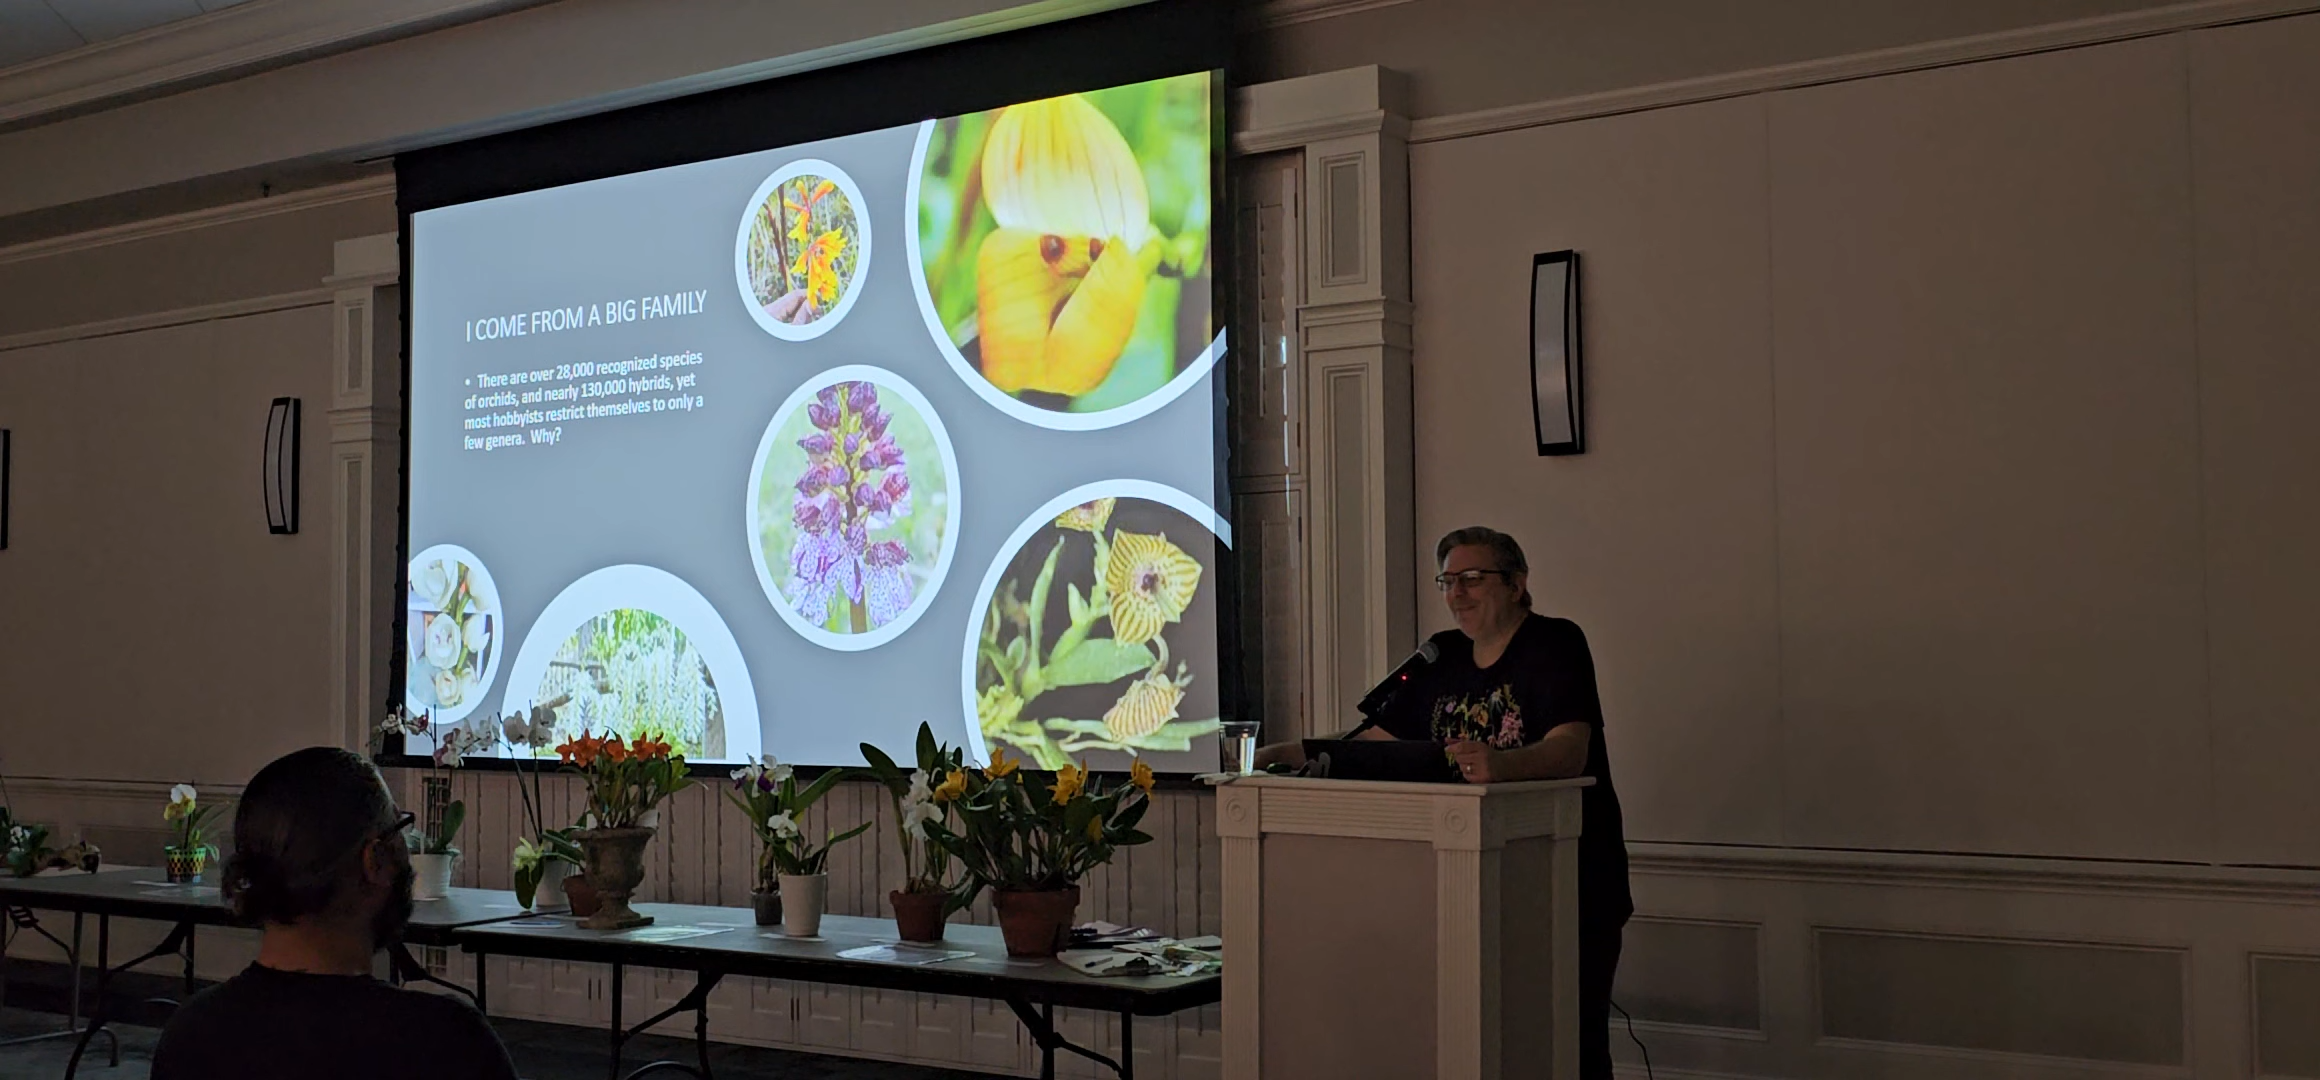 I COME FROM A BIG FAMILY
• There are over 28,000 recognized species
of orchids, and nearly 130,000 hybrids, yet
most hobbyists restrict themselves to only a
few genera. Why?